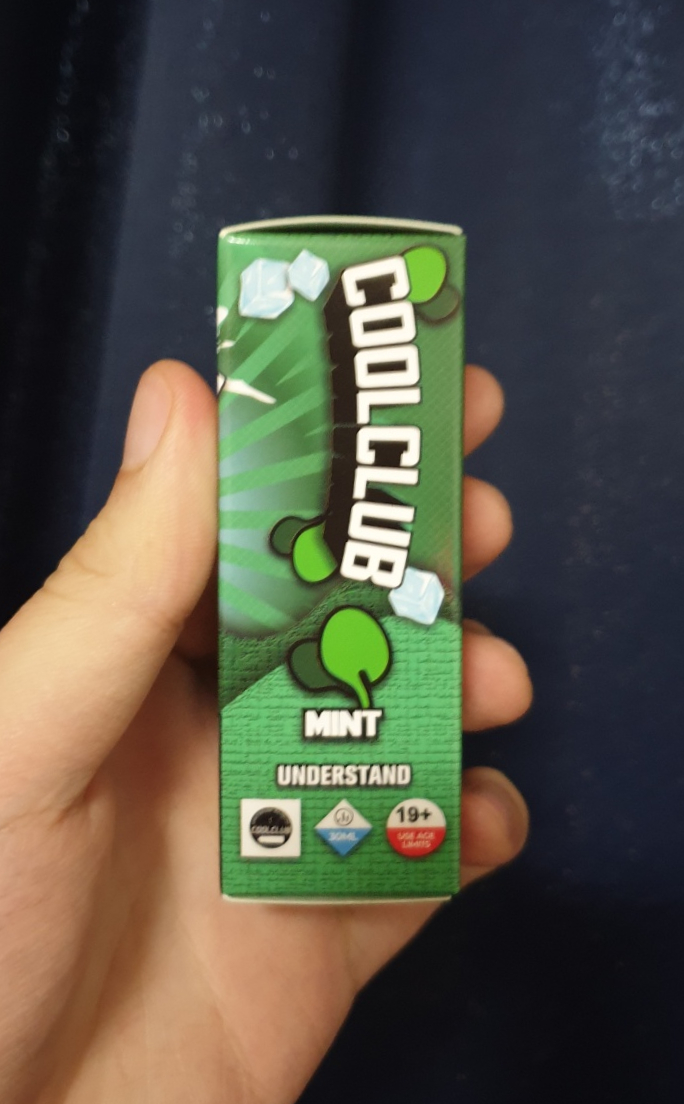 COOLCLUB
MINT
UNDERSTAND
COOLCLUB
30ML
19+
USE AGE
LIMITS